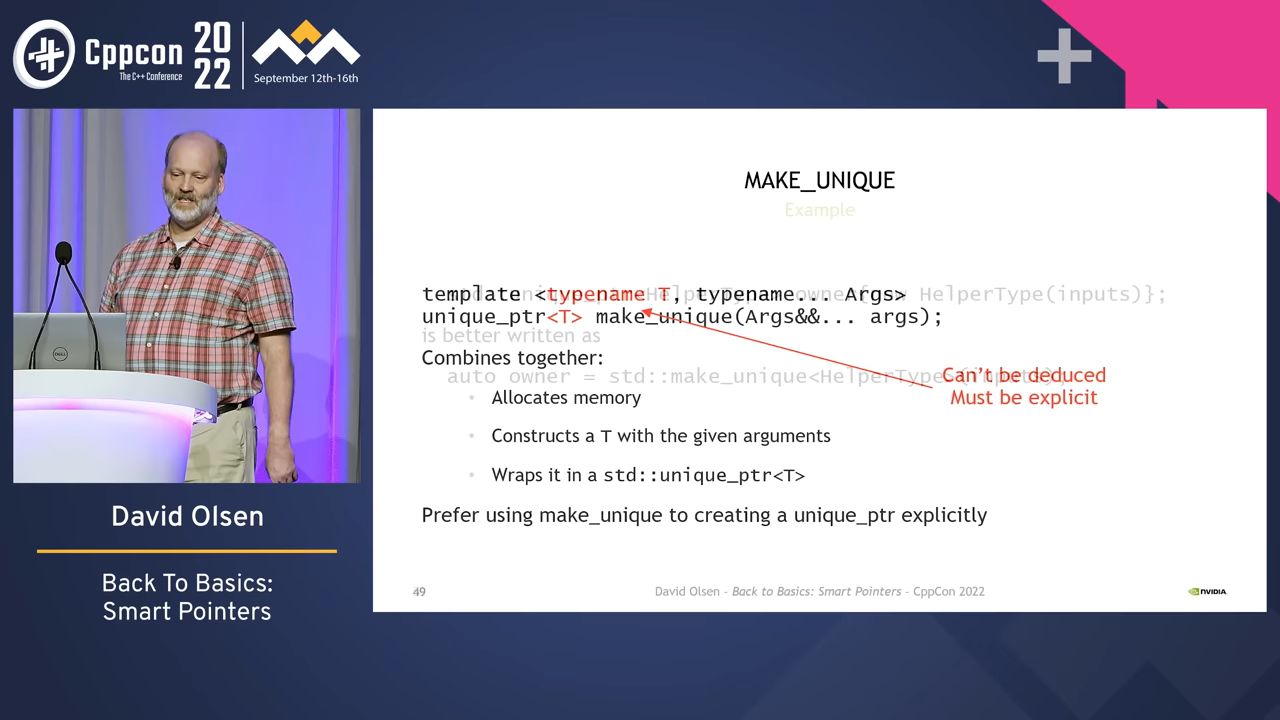 Cppcon
The C++ Conference
20
22
September 12th-16th
DELL
David Olsen
Back To Basics:
Smart Pointers
MAKE_UNIQUE
Example
template <typename T, typename... Args>
HelperType(inputs)};
unique_ptr<T> make_unique(Args&&... args);
is better written as
Combines together:
auto owner = std::make_unique<HelperType>(inputs);
Can't be deduced
Must be explicit
• Allocates memory
• Constructs a T with the given arguments
• Wraps it in a std::unique_ptr<T>
Prefer using make_unique to creating a unique_ptr explicitly
49
David Olsen - Back to Basics: Smart Pointers - CppCon 2022
NVIDIA